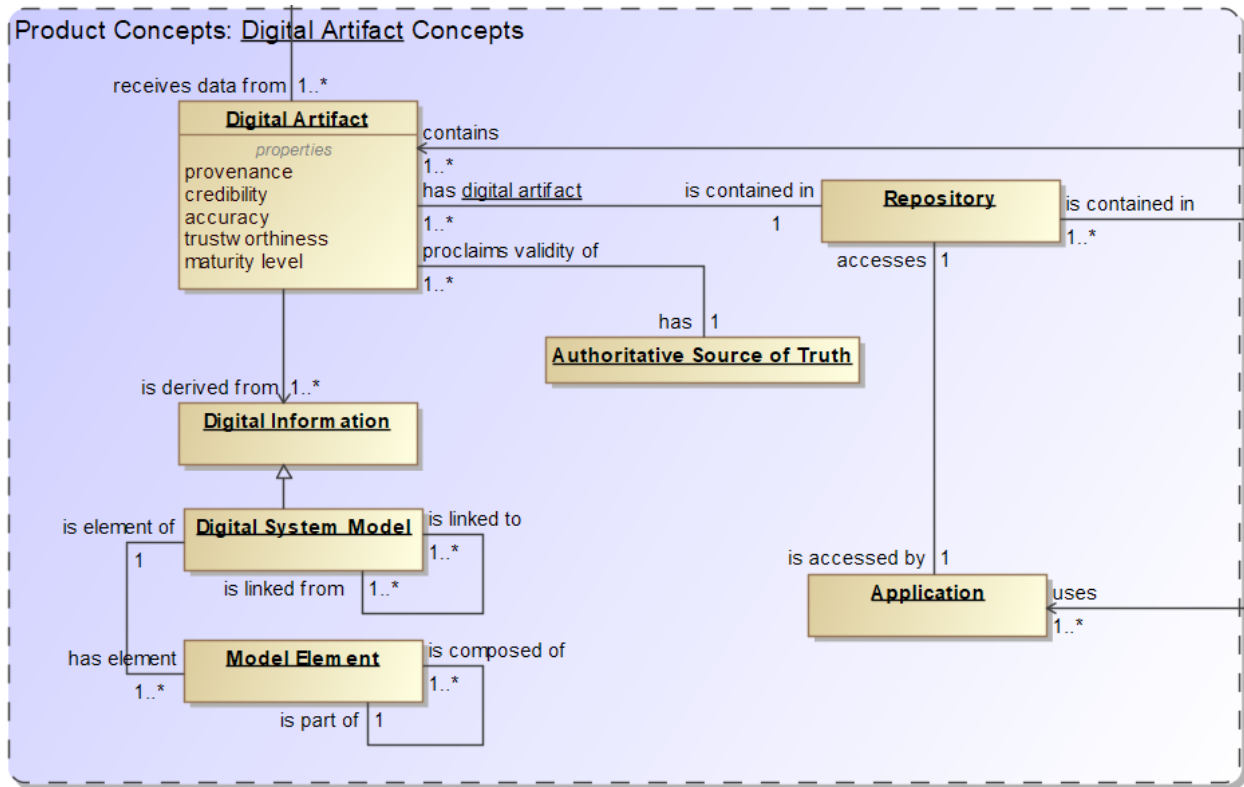 Product Concepts: Digital Artifact Concepts
receives data from 1..*
Digital Artifact
properties
provenance
credibility
accuracy
trustworthiness
maturity level
contains
1..*
has digital artifact
1..*
is contained in
1
Repository
is contained in
1..*
proclaims validity of
1..*
accesses 1
has 1
Authoritative Source of Truth
is derived from 1..*
Digital Information
is element of
1
Digital System Model
is linked to
1..*
is linked from 1..*
is accessed by 1
Application
uses
1..*
has element
1..*
Model Element
is composed of
1..*
is part of 1